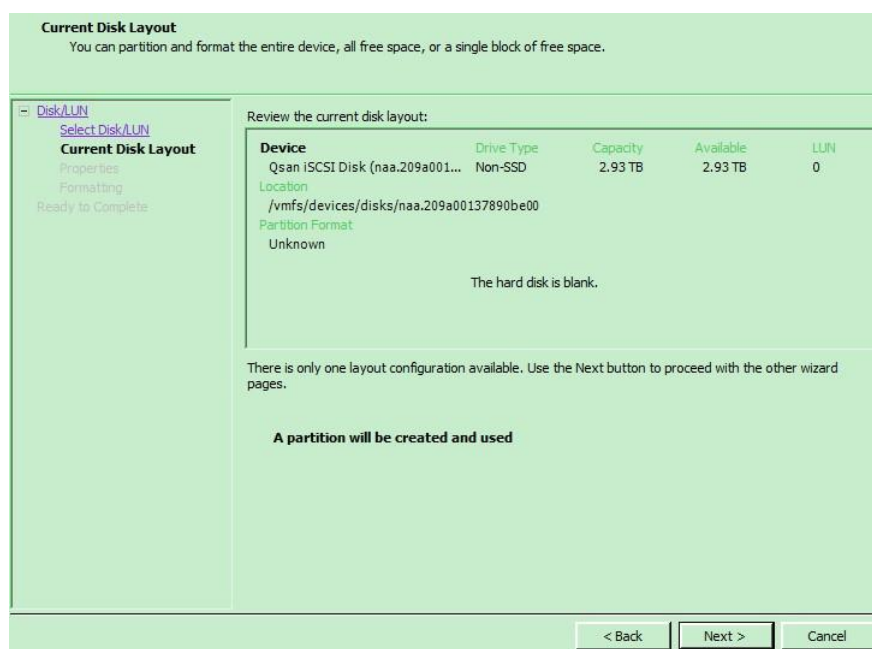 Current Disk Layout
You can partition and format the entire device, all free space, or a single block of free space.
Disk/LUN
Select Disk/LUN
Current Disk Layout
Properties
Formatting
Ready to Complete
Review the current disk layout:
Device Drive Type Capacity Available LUN
Qsan iSCSI Disk (naa.209a001... Non-SSD 2.93 TB 2.93 TB 0
Location
/vmfs/devices/disks/naa.209a00137890be00
Partition Format
Unknown
The hard disk is blank.
There is only one layout configuration available. Use the Next button to proceed with the other wizard
pages.
A partition will be created and used
< Back Next > Cancel